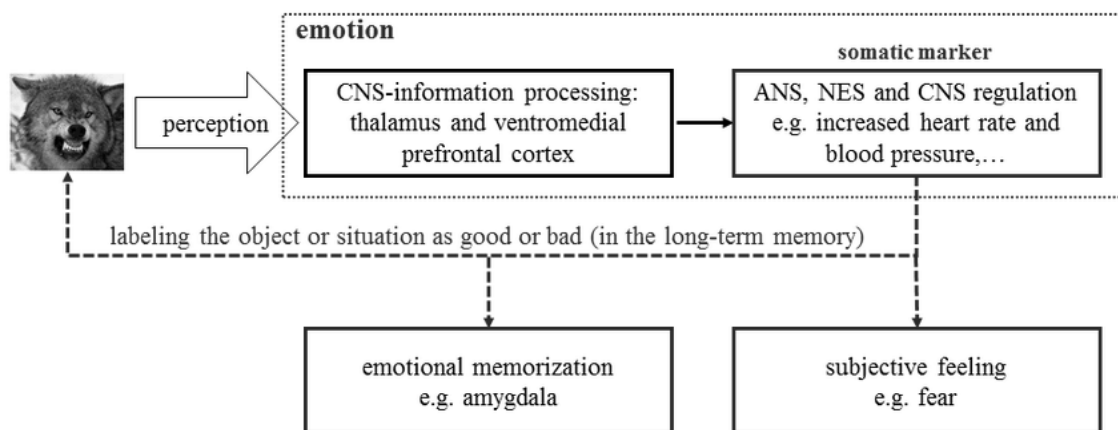 emotion
somatic marker
perception
CNS-information processing:
thalamus and ventromedial
prefrontal cortex
ANS, NES and CNS regulation
e.g. increased heart rate and
blood pressure,...
labeling the object or situation as good or bad (in the long-term memory)
emotional memorization
e.g. amygdala
subjective feeling
e.g. fear